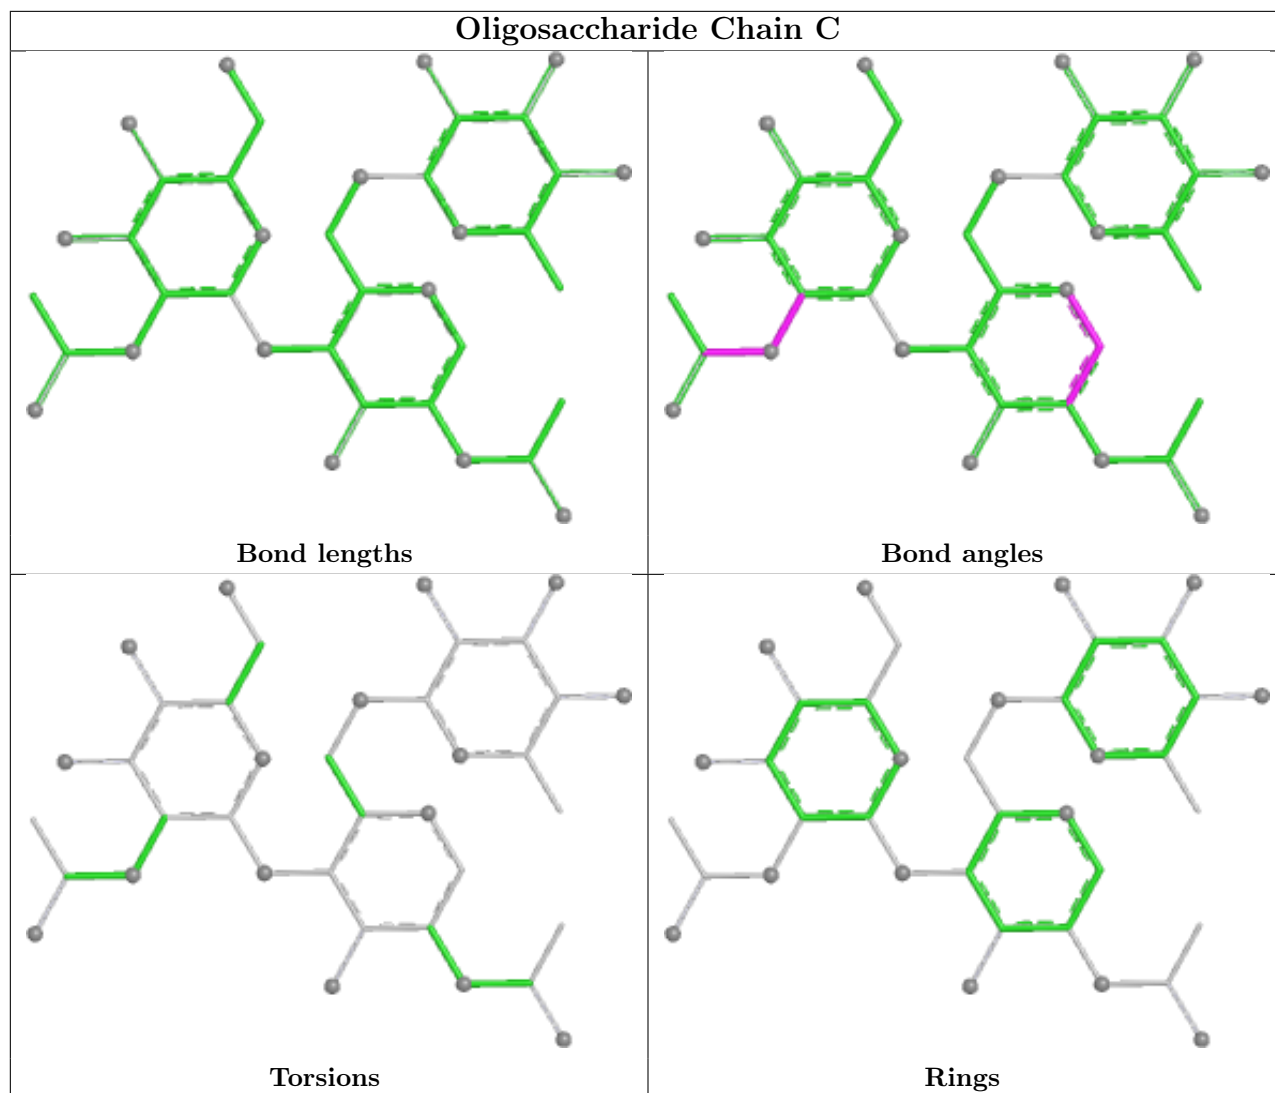 Oligosaccharide Chain C
Bond lengths
Bond angles
Torsions
Rings